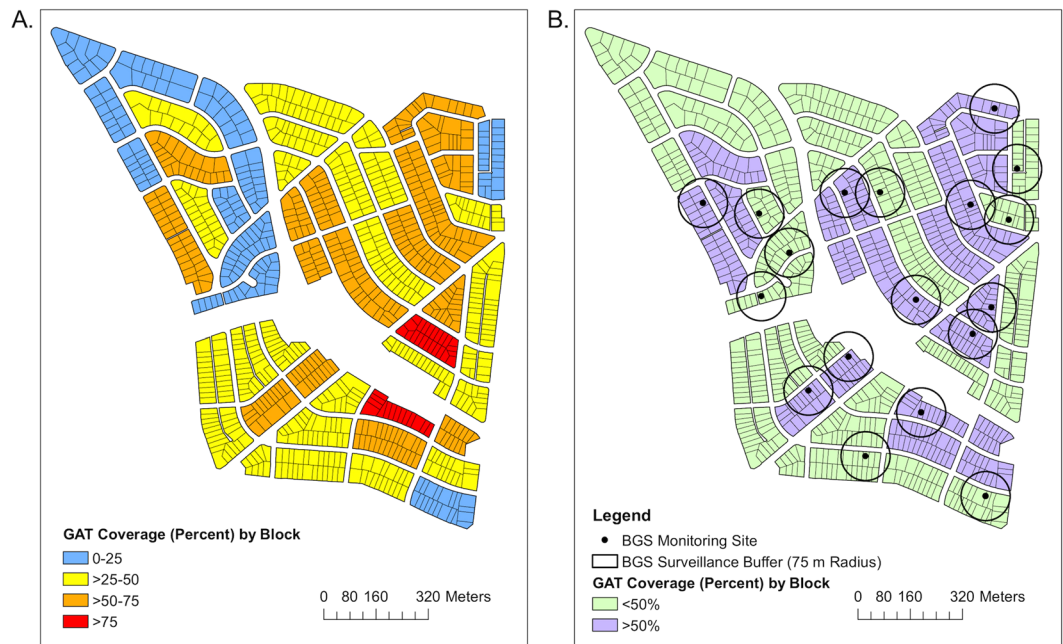 A.
B.
GAT Coverage (Percent) by Block
0-25
>25-50
>50-75
>75
0 80 160 320 Meters
Legend
BGS Monitoring Site
BGS Surveillance Buffer (75 m Radius)
GAT Coverage (Percent) by Block
<50%
>50%
0 80 160 320 Meters